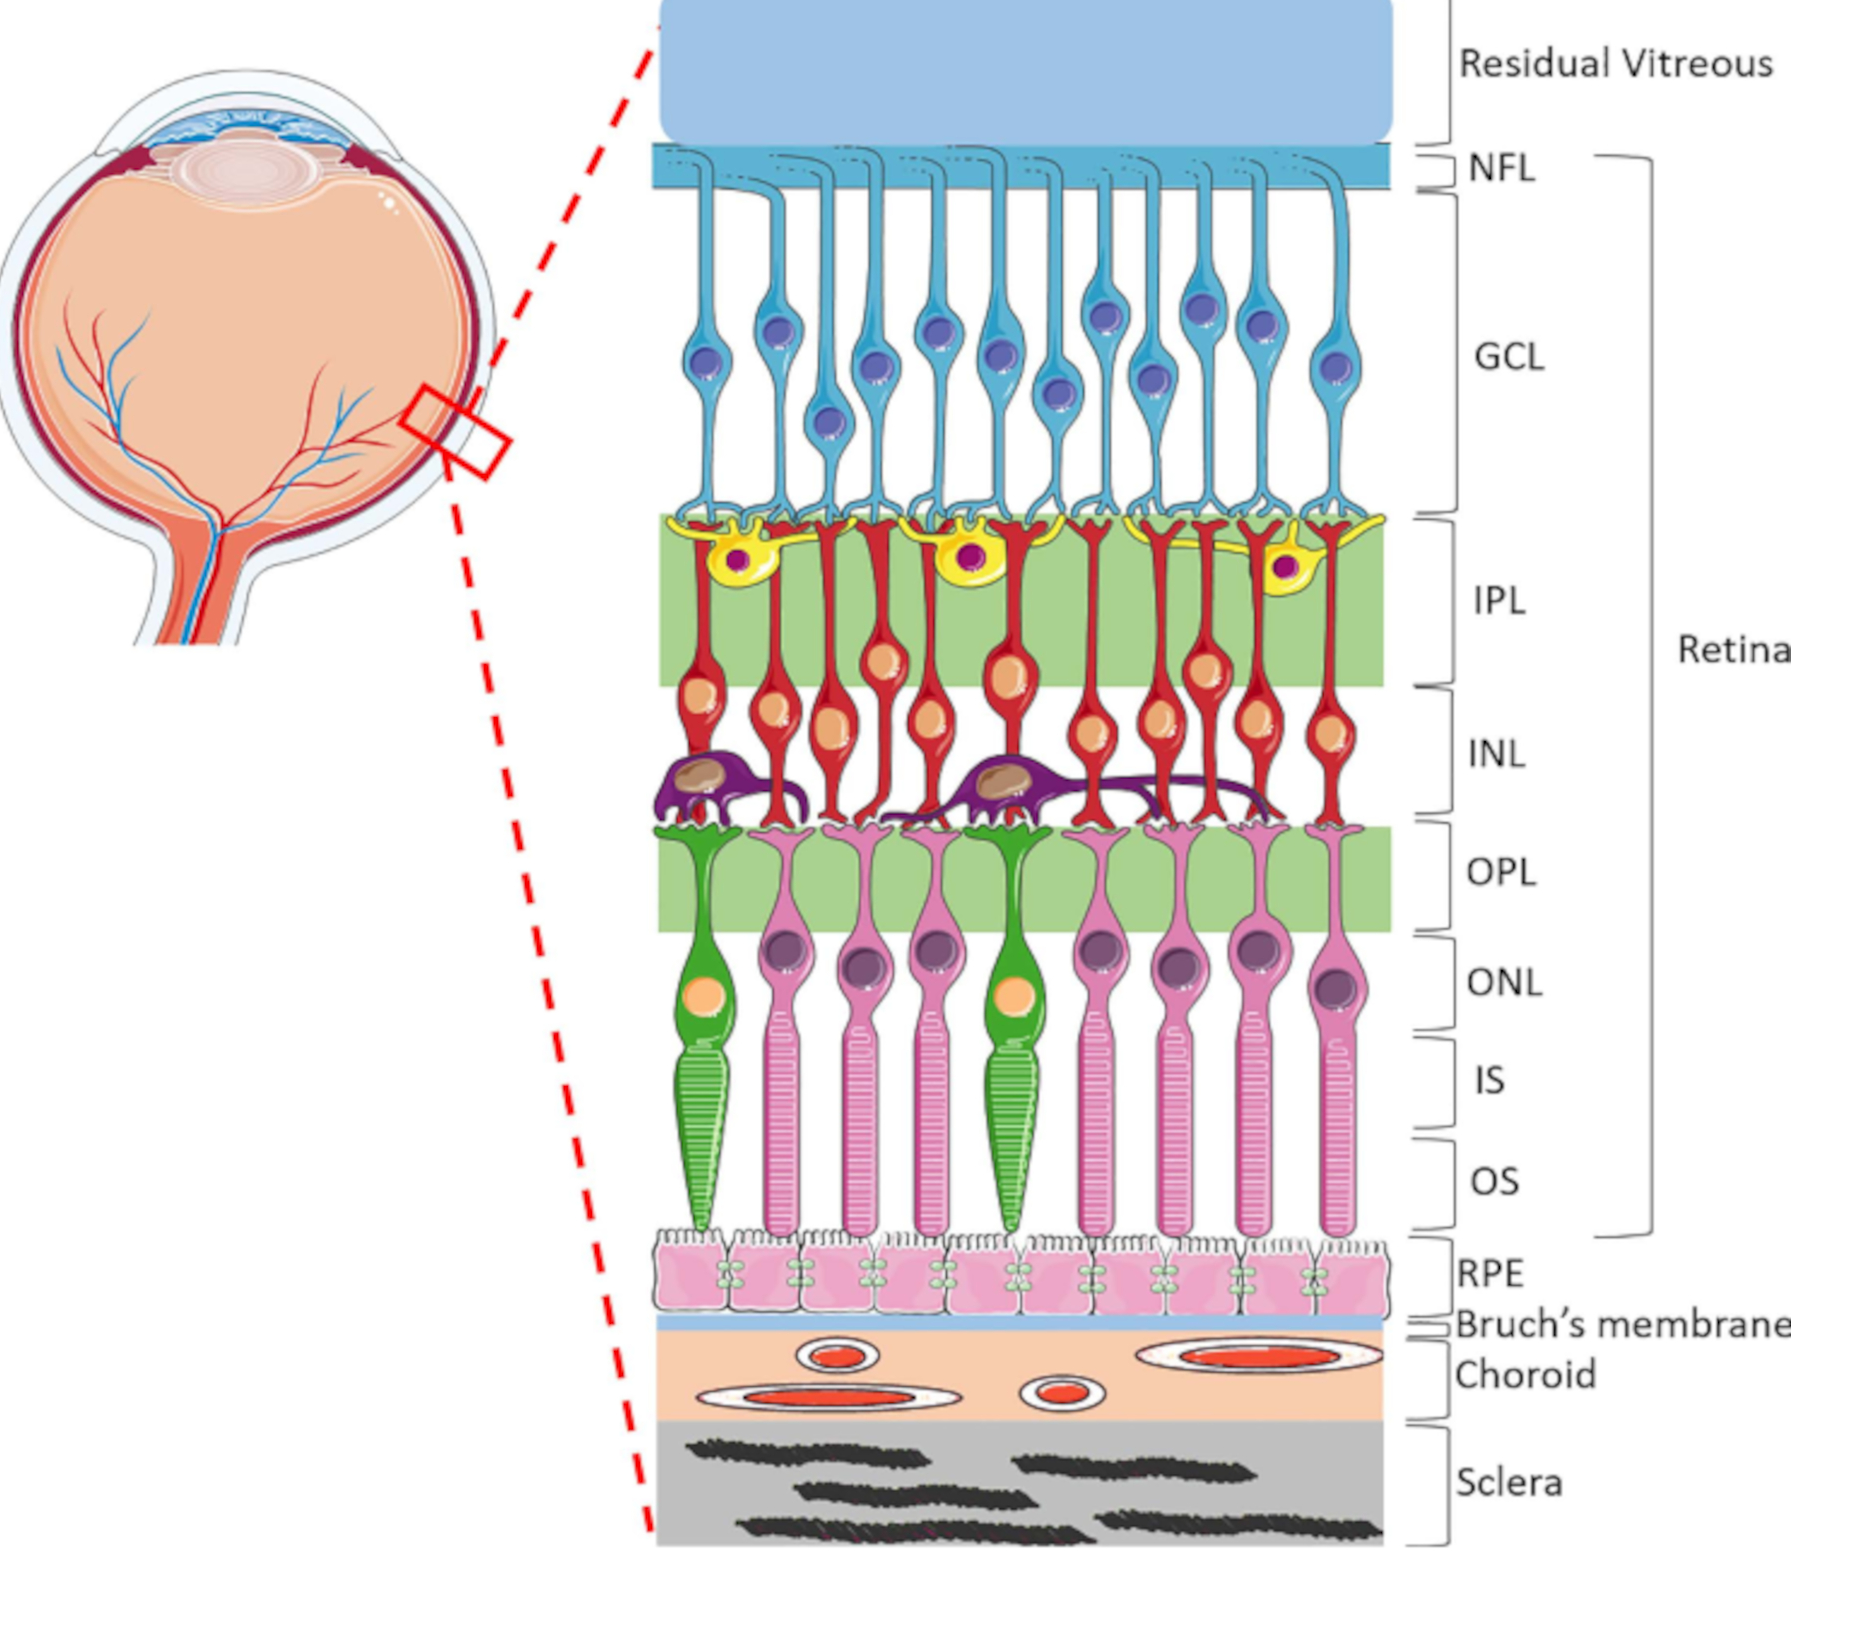 Residual Vitreous
NFL
GCL
IPL
Retina
INL
OPL
ONL
IS
OS
RPE
Bruch’s membrane
Choroid
Sclera